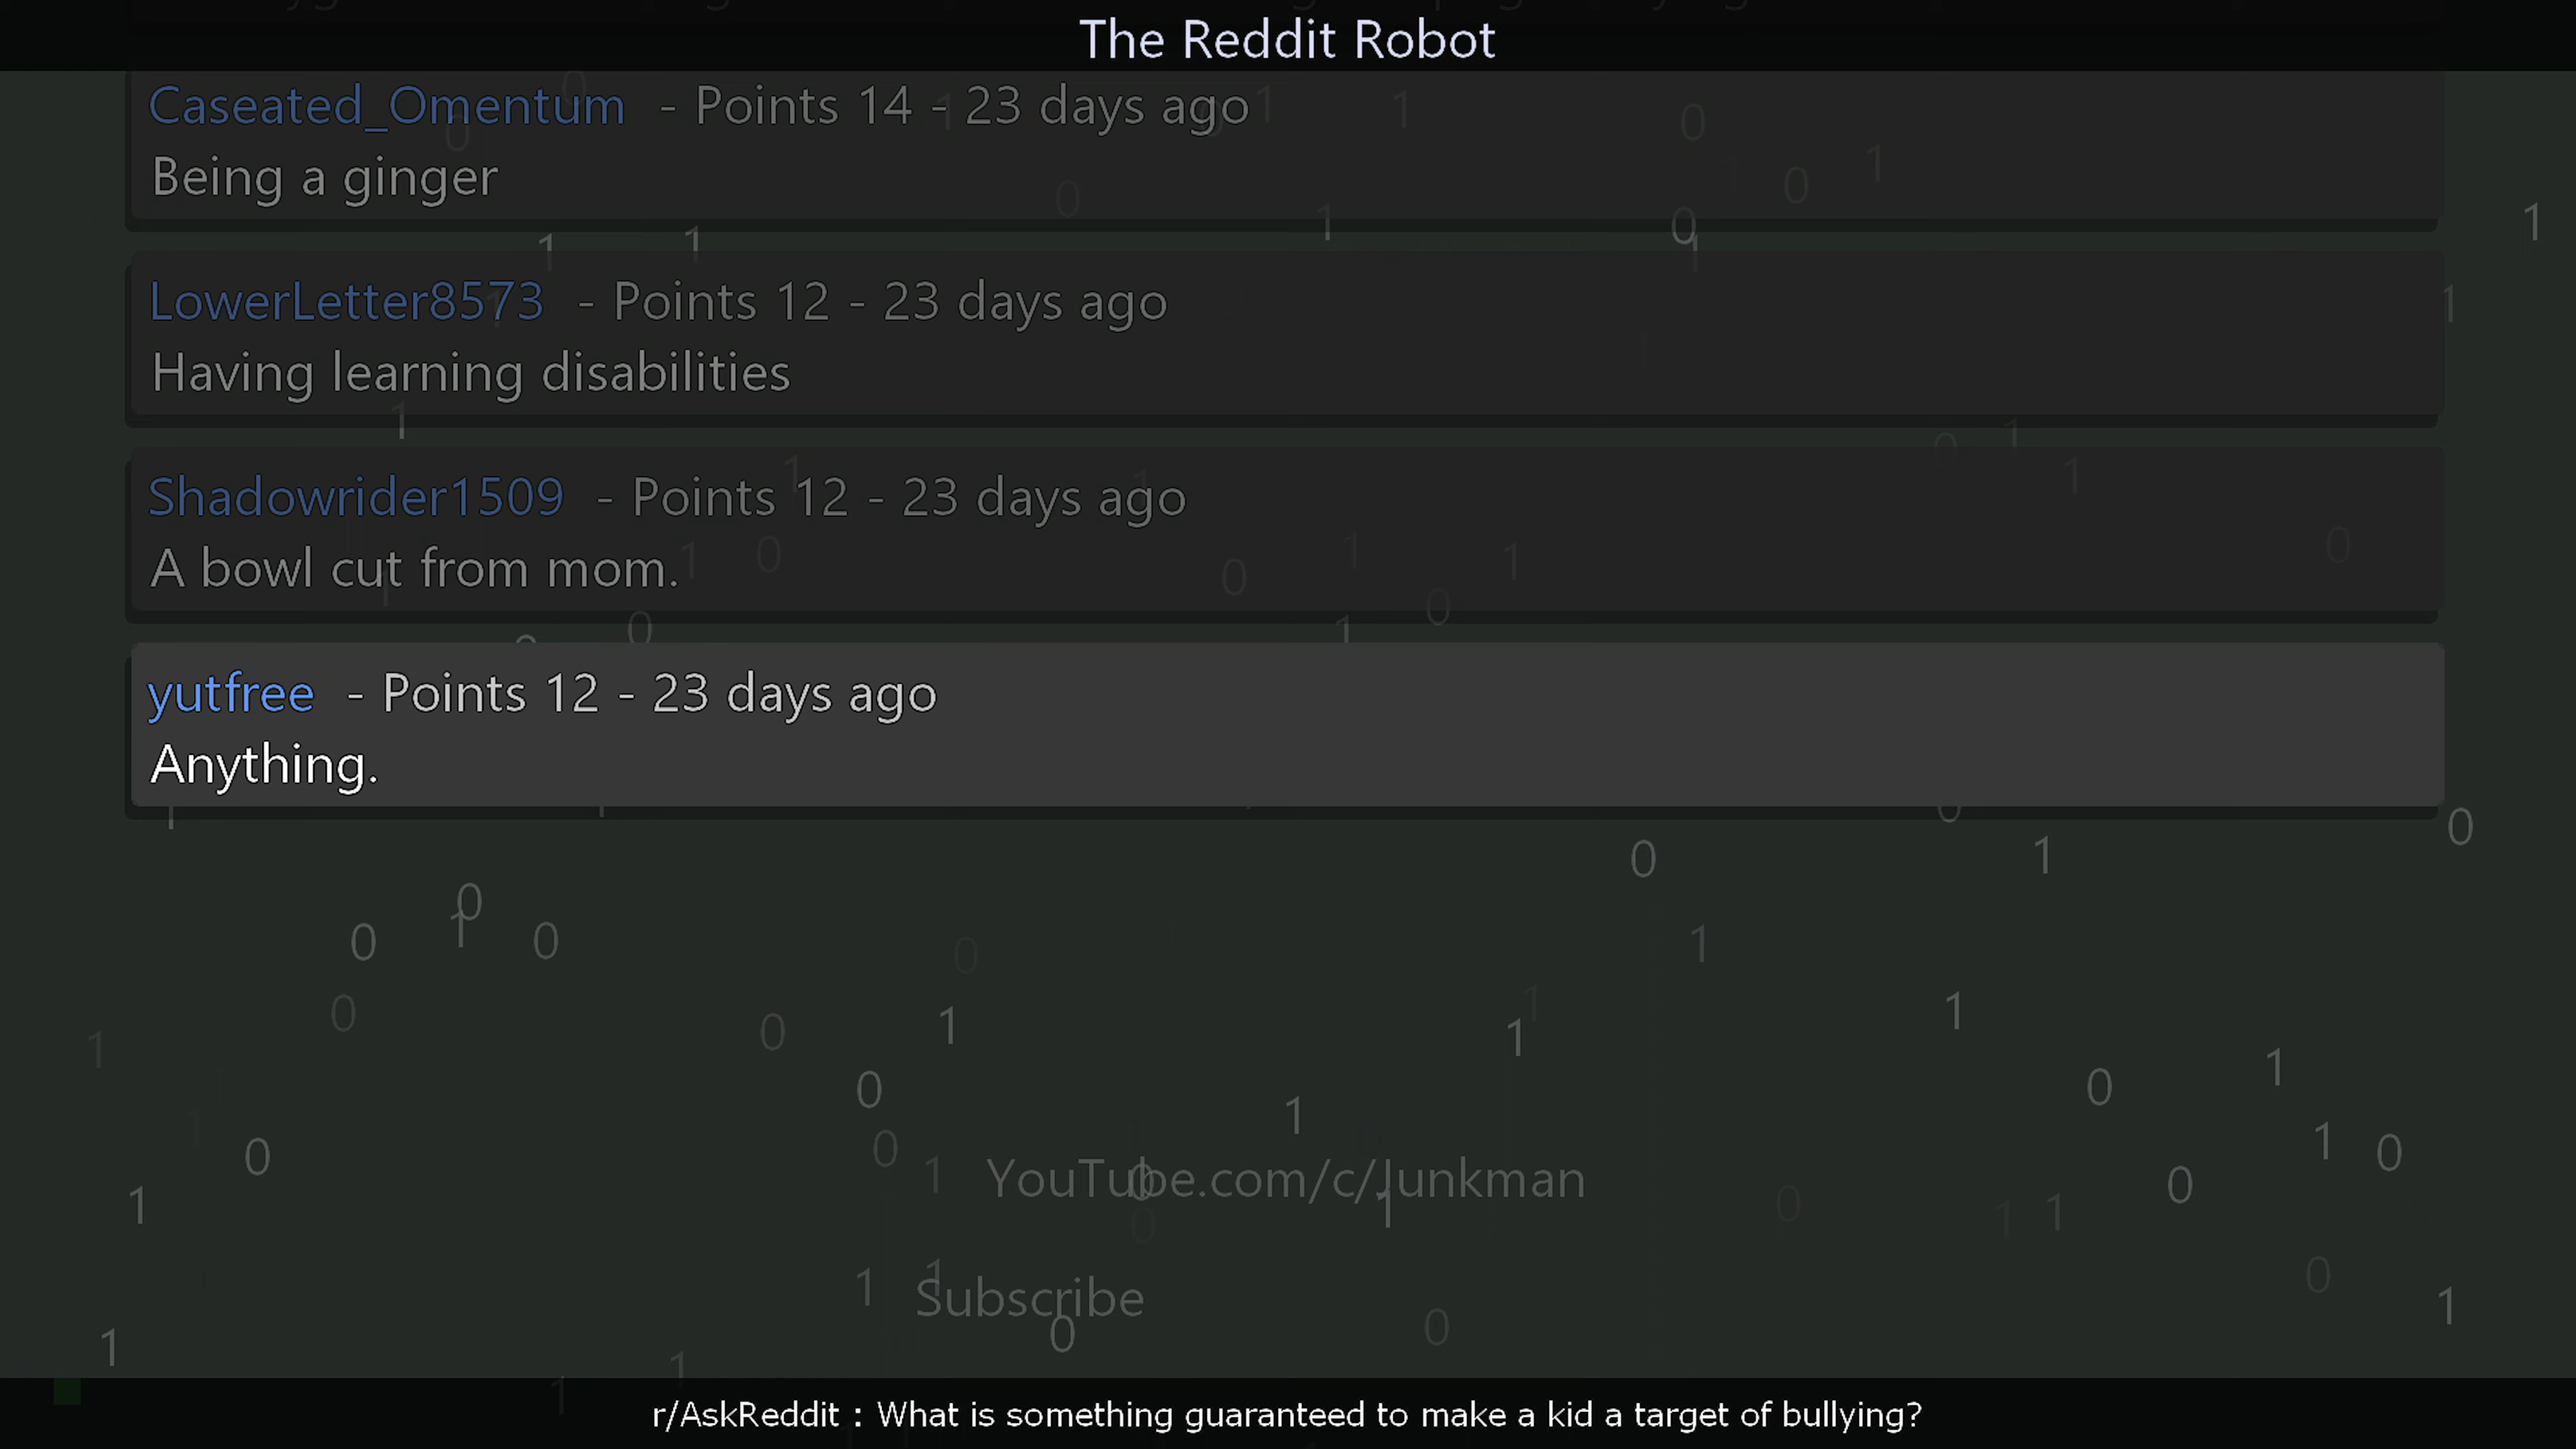 The Reddit Robot
Caseated_Omentum - Points 14 - 23 days ago
Being a ginger
LowerLetter8573 - Points 12 - 23 days ago
Having learning disabilities
Shadowrider1509 - Points 12 - 23 days ago
A bowl cut from mom.
yutfree - Points 12 - 23 days ago
Anything.
YouTube.com/c/Junkman
Subscribe
r/AskReddit : What is something guaranteed to make a kid a target of bullying?